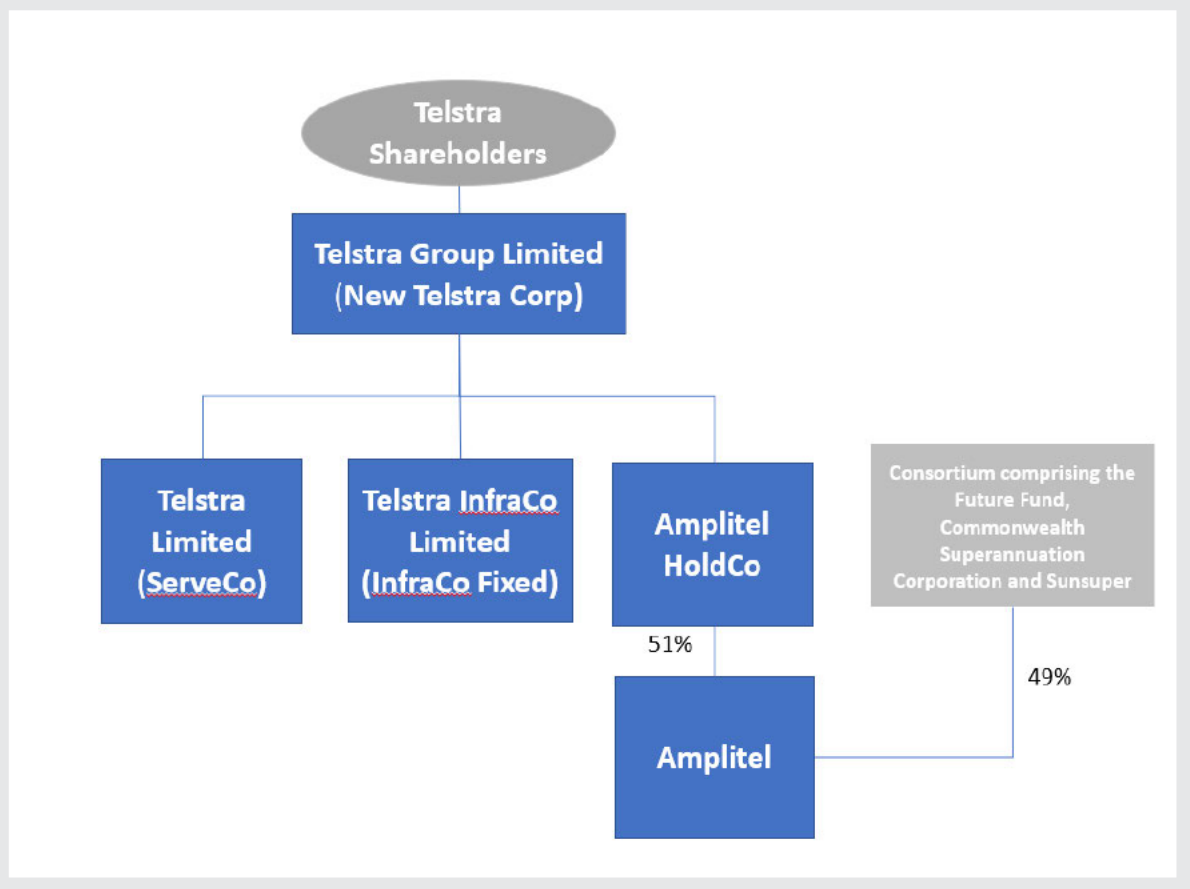 Telstra
Shareholders
Telstra Group Limited
(New Telstra Corp)
Telstra
Limited
(ServeCo)
Telstra InfraCo
Limited
(InfraCo Fixed)
Amplitel
HoldCo
Consortium comprising the
Future Fund,
Commonwealth
Superannuation
Corporation and Sunsuper
51%
49%
Amplitel